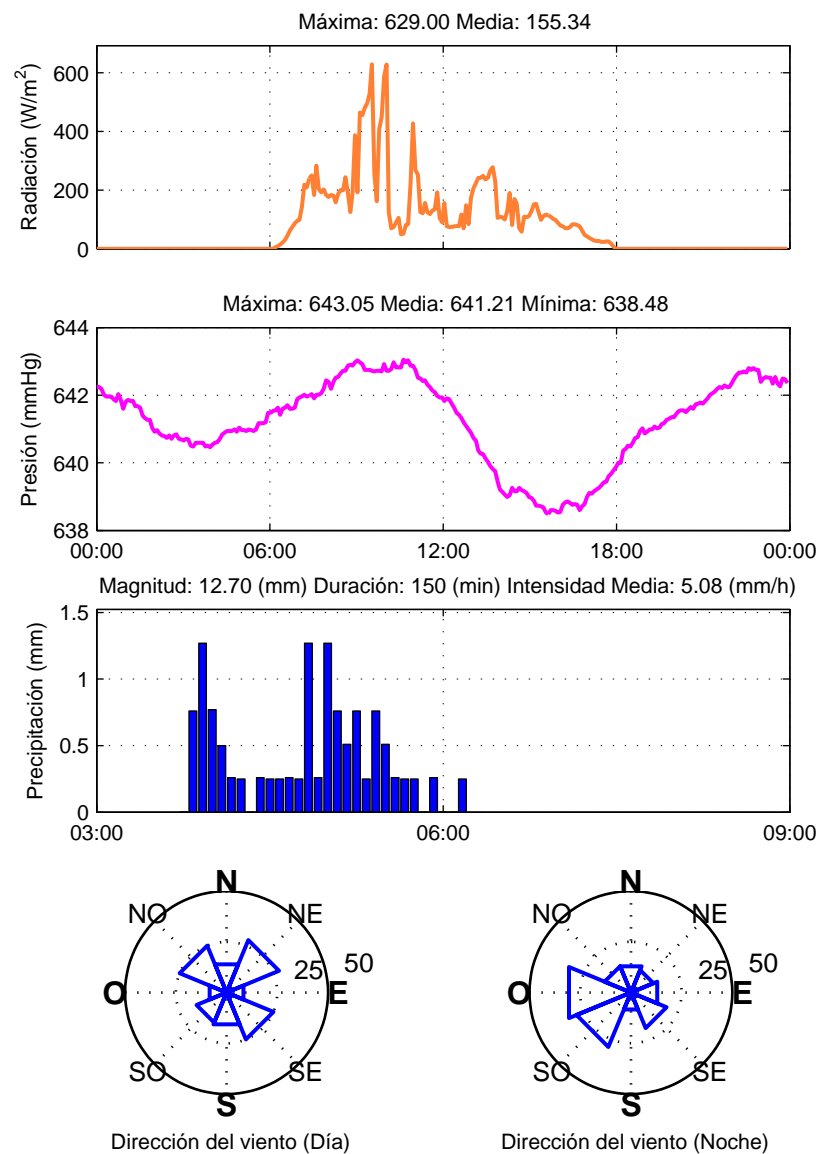 Máxima: 629.00 Media: 155.34
Radiación (W/m²)
600
400
200
0
Máxima: 643.05 Media: 641.21 Mínima: 638.48
Presión (mmHg)
644
642
640
638
00:00 06:00 12:00 18:00 00:00
Magnitud: 12.70 (mm) Duración: 150 (min) Intensidad Media: 5.08 (mm/h)
Precipitación (mm)
1.5
1
0.5
0
03:00 06:00 09:00
N
NO NE
25 50
O E
SO SE
S
Dirección del viento (Día)
N
NO NE
25 50
O E
SO SE
S
Dirección del viento (Noche)